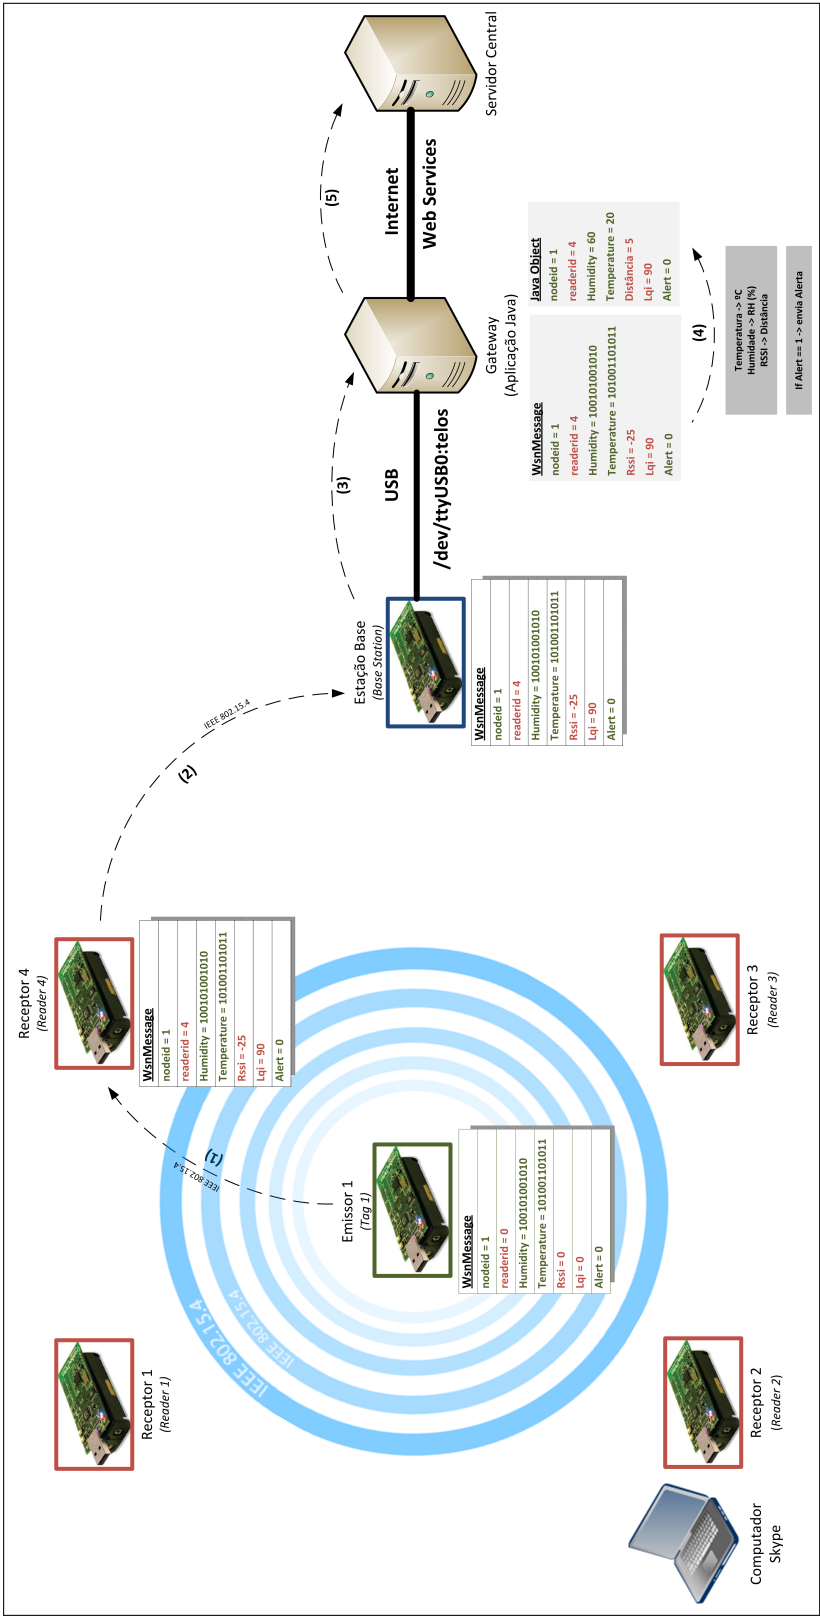 Receptor 1
(Reader 1)
Receptor 4
(Reader 4)
WsnMessage
nodeid = 1
readerid = 4
Humidity = 100101001010
Temperature = 101001101011
Rssi = -25
Lqi = 90
Alert = 0
(1)
IEEE 802.15.4
IEEE 802.15.4
IEEE 802.15.4
Emissor 1
(Tag 1)
WsnMessage
nodeid = 1
readerid = 0
Humidity = 100101001010
Temperature = 101001101011
Rssi = 0
Lqi = 0
Alert = 0
Computador
Skype
Receptor 2
(Reader 2)
Receptor 3
(Reader 3)
(2)
IEEE 802.15.4
Estação Base
(Base Station)
WsnMessage
nodeid = 1
readerid = 4
Humidity = 100101001010
Temperature = 101001101011
Rssi = -25
Lqi = 90
Alert = 0
(3)
USB
/dev/ttyUSB0:telos
Gateway
(Aplicação Java)
WsnMessage
nodeid = 1
readerid = 4
Humidity = 100101001010
Temperature = 101001101011
Rssi = -25
Lqi = 90
Alert = 0
Java Object
nodeid = 1
readerid = 4
Humidity = 60
Temperature = 20
Distância = 5
Lqi = 90
Alert = 0
(4)
Temperatura -> ºC
Humidade -> RH (%)
RSSI -> Distância
If Alert == 1 -> envia Alerta
(5)
Internet
Web Services
Servidor Central